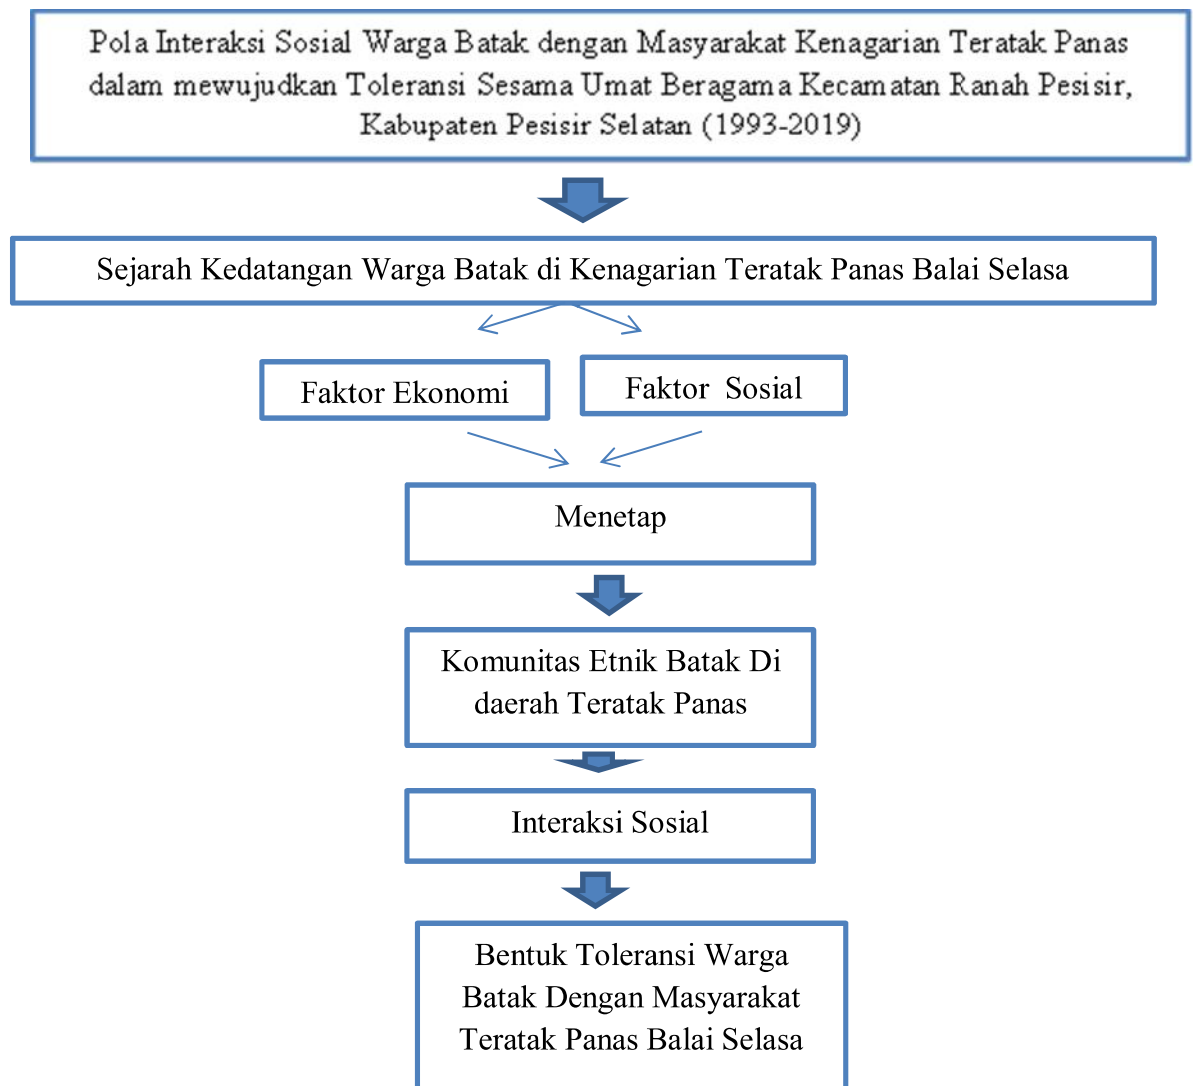 Pola Interaksi Sosial Warga Batak dengan Masyarakat Kenagarian Teratak Panas
dalam mewujudkan Toleransi Sesama Umat Beragama Kecamatan Ranah Pesisir,
Kabupaten Pesisir Selatan (1993-2019)
Sejarah Kedatangan Warga Batak di Kenagarian Teratak Panas Balai Selasa
Faktor Ekonomi
Faktor Sosial
Menetap
Komunitas Etnik Batak Di
daerah Teratak Panas
Interaksi Sosial
Bentuk Toleransi Warga
Batak Dengan Masyarakat
Teratak Panas Balai Selasa